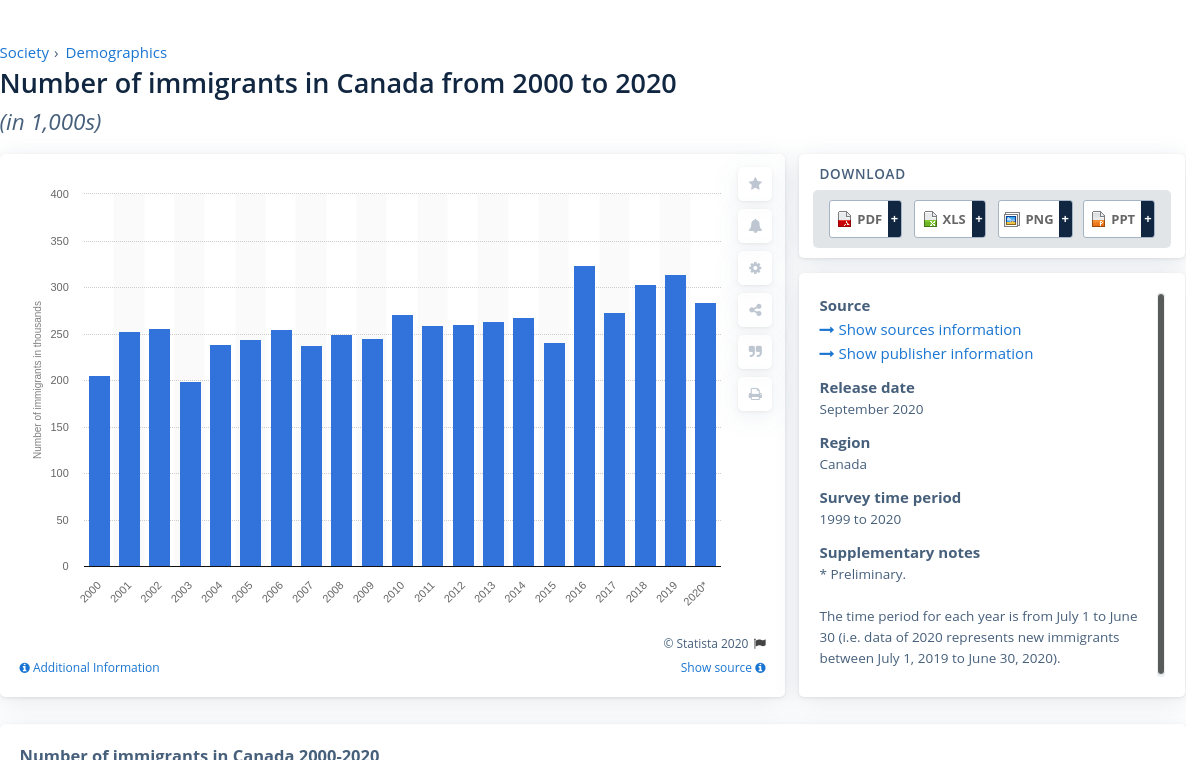 Society › Demographics
Number of immigrants in Canada from 2000 to 2020
(in 1,000s)
400
350
300
250
200
150
100
50
0
Number of immigrants in thousands
2000
2001
2002
2003
2004
2005
2006
2007
2008
2009
2010
2011
2012
2013
2014
2015
2016
2017
2018
2019
2020*
© Statista 2020
Additional Information
Show source
DOWNLOAD
PDF + XLS + PNG + PPT +
Source
Show sources information
Show publisher information
Release date
September 2020
Region
Canada
Survey time period
1999 to 2020
Supplementary notes
* Preliminary.
The time period for each year is from July 1 to June
30 (i.e. data of 2020 represents new immigrants
between July 1, 2019 to June 30, 2020).
Number of immigrants in Canada 2000-2020